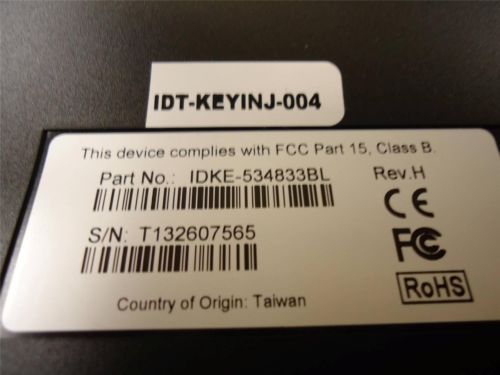 IDT-KEYINJ-004
This device complies with FCC Part 15, Class B.
Part No.: IDKE-534833BL Rev.H
CE
S/N: T132607565
FC
Country of Origin: Taiwan
RoHS